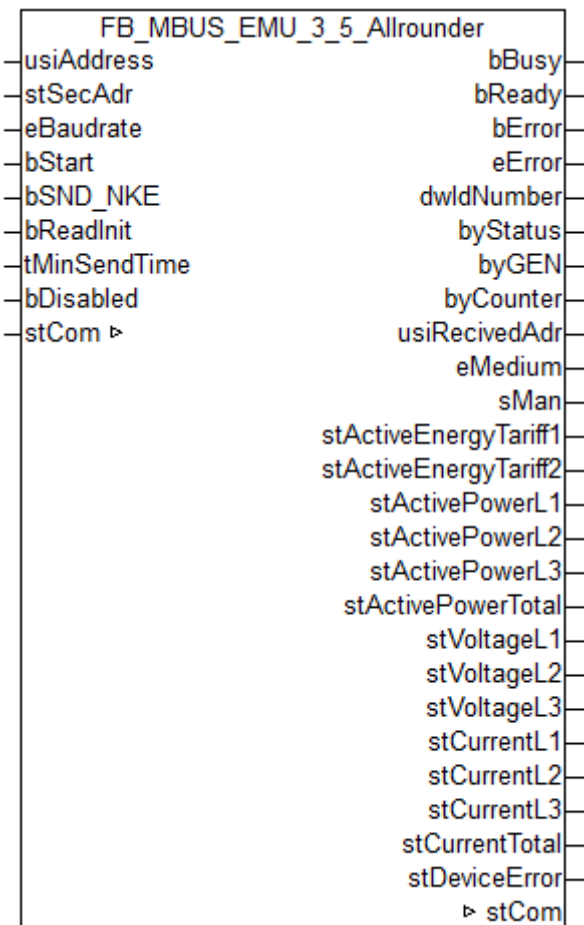 FB_MBUS_EMU_3_5_Allrounder
usiAddress bBusy
stSecAdr bReady
eBaudrate bError
bStart eError
bSND_NKE dwIdNumber
bReadInit byStatus
tMinSendTime byGEN
bDisabled byCounter
stCom ▹ usiRecivedAdr
eMedium
sMan
stActiveEnergyTariff1
stActiveEnergyTariff2
stActivePowerL1
stActivePowerL2
stActivePowerL3
stActivePowerTotal
stVoltageL1
stVoltageL2
stVoltageL3
stCurrentL1
stCurrentL2
stCurrentL3
stCurrentTotal
stDeviceError
▹ stCom